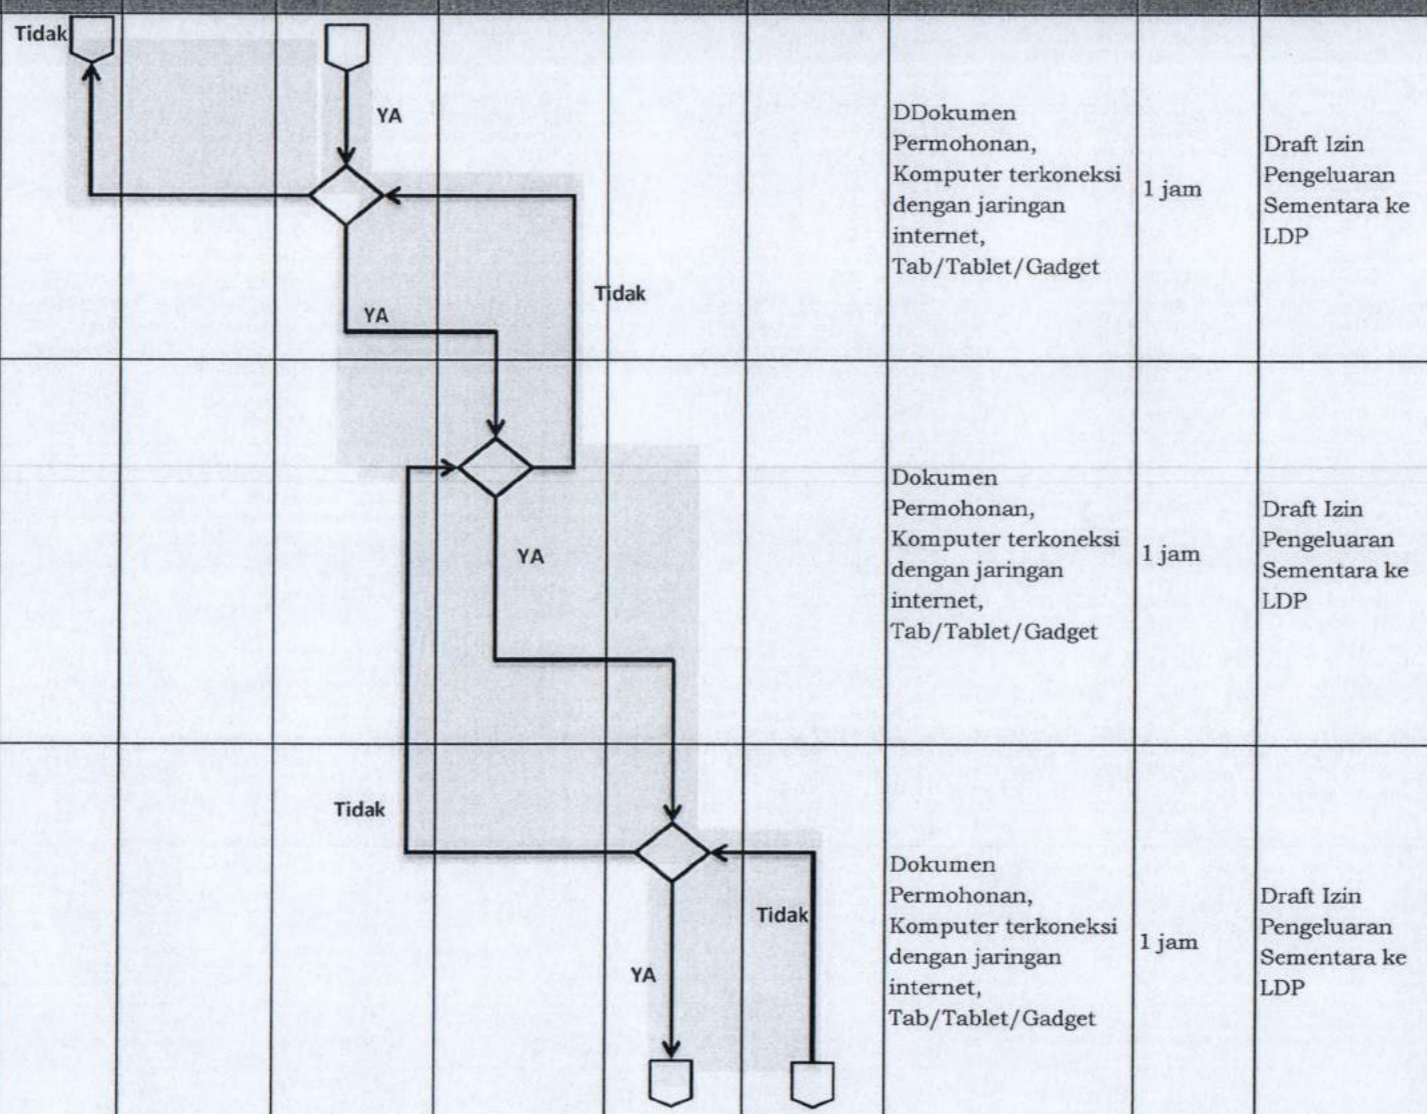 Tidak
YA
DDokumen
Permohonan,
Komputer terkoneksi
dengan jaringan
internet,
Tab/Tablet/Gadget
1 jam
Draft Izin
Pengeluaran
Sementara ke
LDP
Tidak
YA
Dokumen
Permohonan,
Komputer terkoneksi
dengan jaringan
internet,
Tab/Tablet/Gadget
1 jam
Draft Izin
Pengeluaran
Sementara ke
LDP
YA
Tidak
Dokumen
Permohonan,
Komputer terkoneksi
dengan jaringan
internet,
Tab/Tablet/Gadget
1 jam
Draft Izin
Pengeluaran
Sementara ke
LDP
Tidak
YA